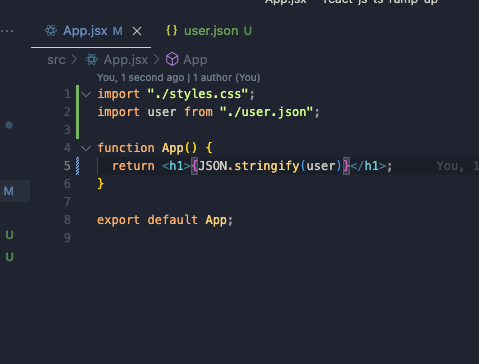 App.jsx — react-js-ts-ramp-up
App.jsx M
user.json U
src > App.jsx > App
You, 1 second ago | 1 author (You)
1 import "./styles.css";
2 import user from "./user.json";
3
4 function App() {
5 return <h1>{JSON.stringify(user)}</h1>; You, 1
6 }
7
8 export default App;
9
M
U
U